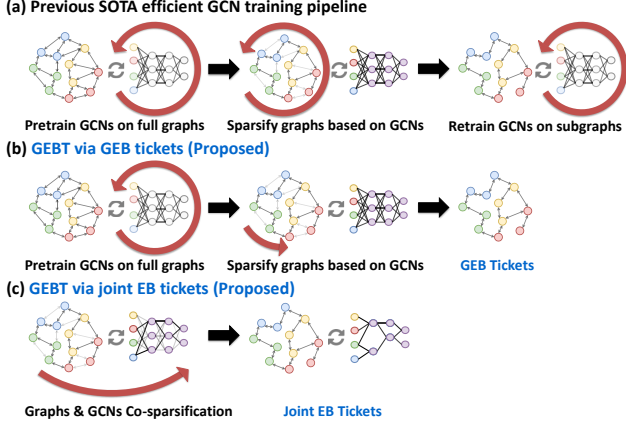 (a) Previous SOTA efficient GCN training pipeline
Pretrain GCNs on full graphs
Sparsify graphs based on GCNs
Retrain GCNs on subgraphs
(b) GEBT via GEB tickets (Proposed)
Pretrain GCNs on full graphs
Sparsify graphs based on GCNs
GEB Tickets
(c) GEBT via joint EB tickets (Proposed)
Graphs & GCNs Co-sparsification
Joint EB Tickets